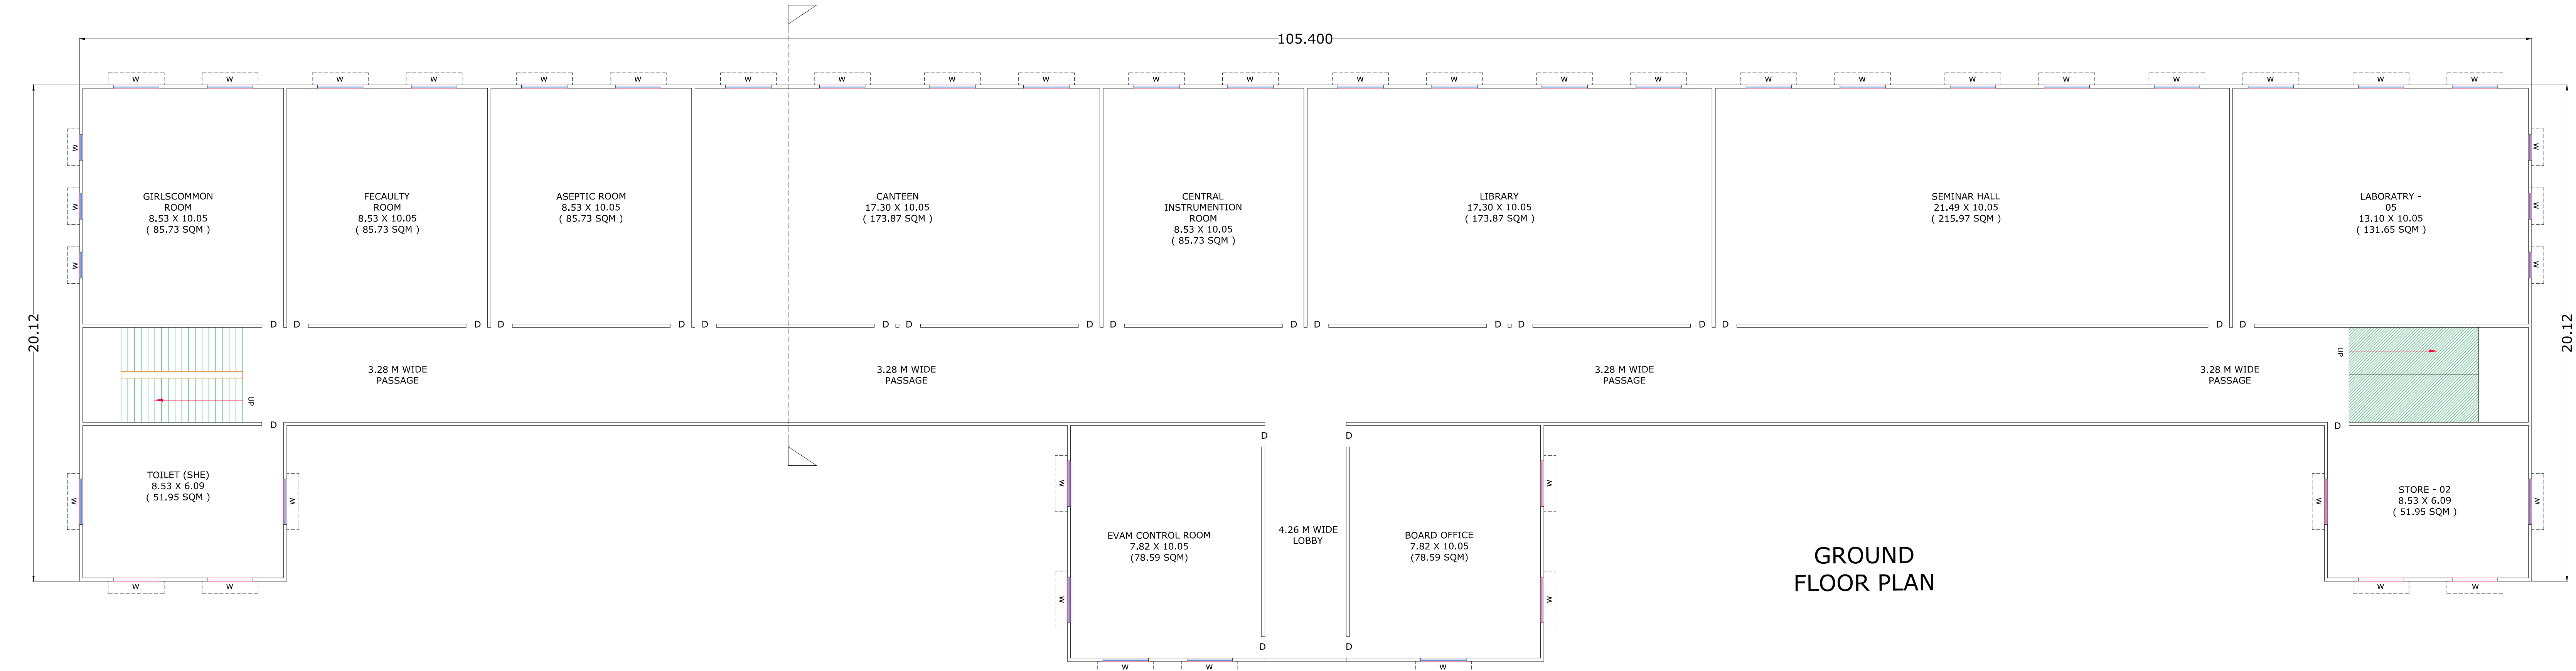 105.400
W W W W W W W W W W W W W W W W W W W W W W W W
20.12
20.12
W
W
W
W
W
W
GIRLSCOMMON
ROOM
8.53 X 10.05
( 85.73 SQM )
FECAULTY
ROOM
8.53 X 10.05
( 85.73 SQM )
ASEPTIC ROOM
8.53 X 10.05
( 85.73 SQM )
CANTEEN
17.30 X 10.05
( 173.87 SQM )
CENTRAL
INSTRUMENTION
ROOM
8.53 X 10.05
( 85.73 SQM )
LIBRARY
17.30 X 10.05
( 173.87 SQM )
SEMINAR HALL
21.49 X 10.05
( 215.97 SQM )
LABORATRY -
05
13.10 X 10.05
( 131.65 SQM )
D D D D D D D D D D D D D D D D
UP
3.28 M WIDE
PASSAGE
3.28 M WIDE
PASSAGE
3.28 M WIDE
PASSAGE
3.28 M WIDE
PASSAGE
UP
D
D
D
D
TOILET (SHE)
8.53 X 6.09
( 51.95 SQM )
W
W
W W
EVAM CONTROL ROOM
7.82 X 10.05
(78.59 SQM)
W
W
4.26 M WIDE
LOBBY
BOARD OFFICE
7.82 X 10.05
(78.59 SQM)
W
W
D
D
W W W
GROUND
FLOOR PLAN
STORE - 02
8.53 X 6.09
( 51.95 SQM )
W
W
W W